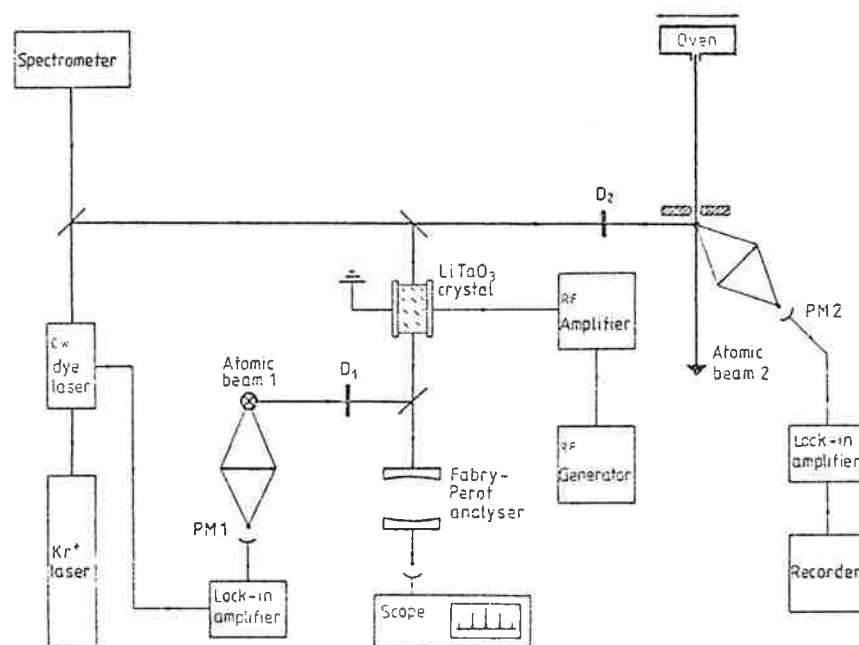 Oven
Spectrometer
D2
LiTaO3
crystal
RF
Amplifier
PM2
Cw
dye
laser
Atomic
beam 1
D1
Atomic
beam 2
Lock-in
amplifier
RF
Generator
Fabry-
Perot
analyser
PM1
Kr+
laser
Lock-in
amplifier
Scope
Recorder